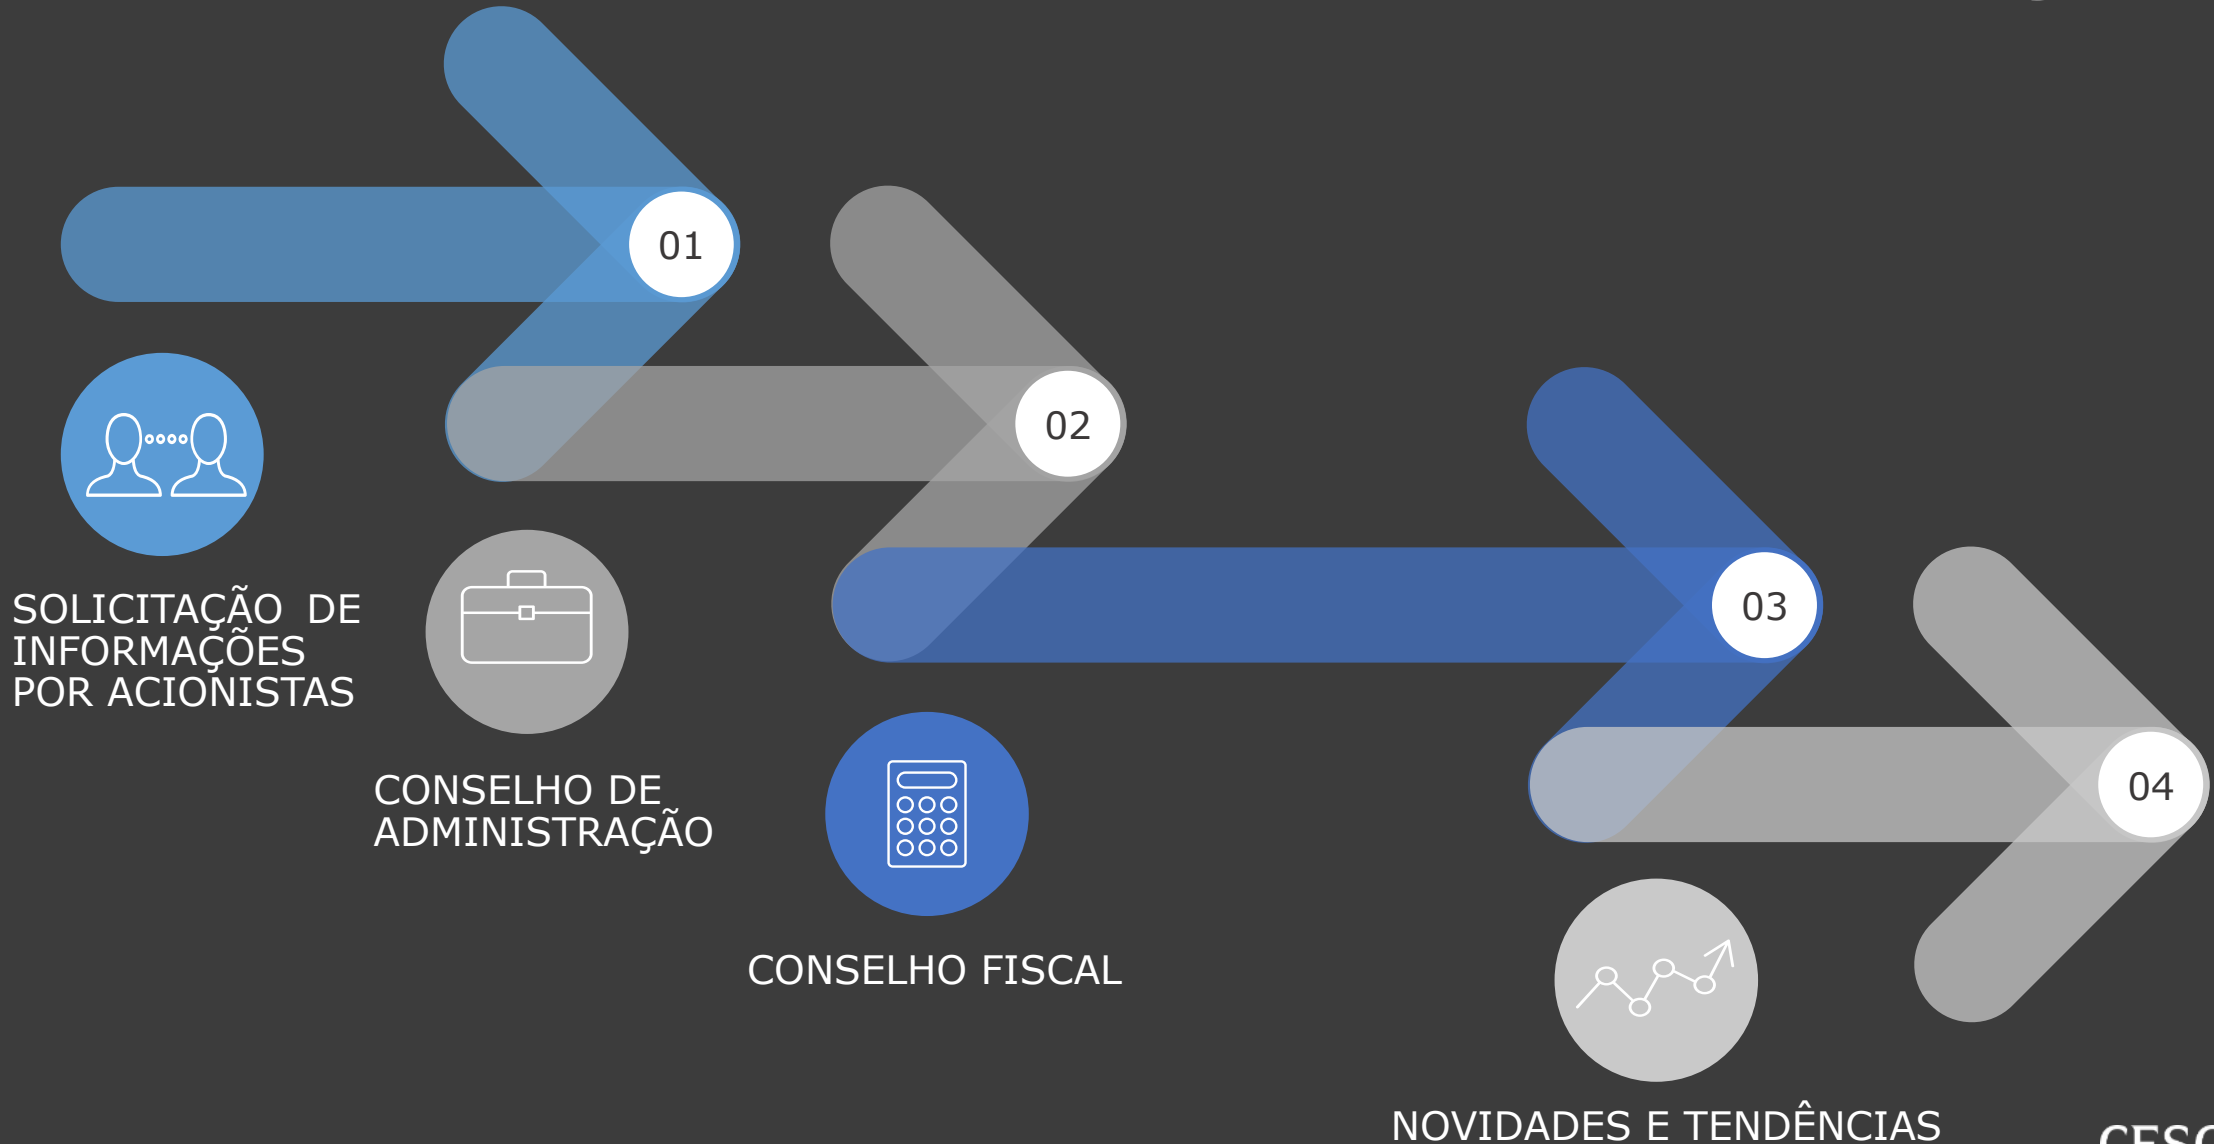 01
SOLICITAÇÃO DE
INFORMAÇÕES
POR ACIONISTAS
02
CONSELHO DE
ADMINISTRAÇÃO
03
CONSELHO FISCAL
04
NOVIDADES E TENDÊNCIAS